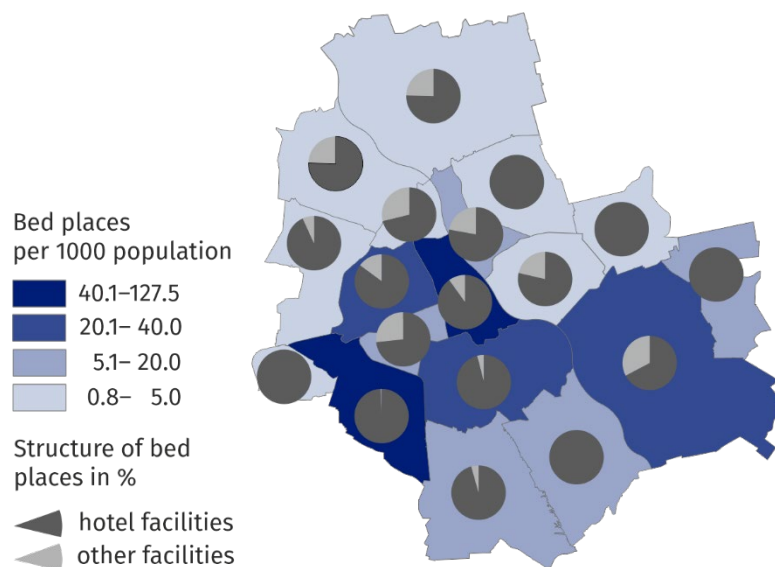 Bed places
per 1000 population
40.1–127.5
20.1– 40.0
5.1– 20.0
0.8– 5.0
Structure of bed
places in %
hotel facilities
other facilities